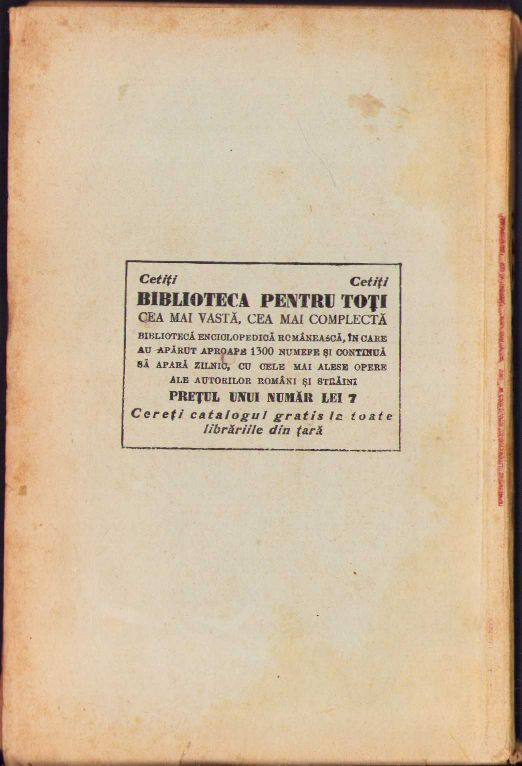 Cetiți Cetiți
BIBLIOTECA PENTRU TOȚI
CEA MAI VASTĂ, CEA MAI COMPLECTĂ
BIBLIOTECĂ ENCICLOPEDICĂ ROMÂNEASCĂ, ÎN CARE
AU APĂRUT APROAPE 1300 NUMEPE ȘI CONTINUĂ
SĂ APARĂ ZILNIC, CU CELE MAI ALESE OPERE
ALE AUTORILOR ROMÂNI ȘI STRĂINI
PREȚUL UNUI NUMĂR LEI 7
Cereți catalogul gratis la toate
librăriile din țară